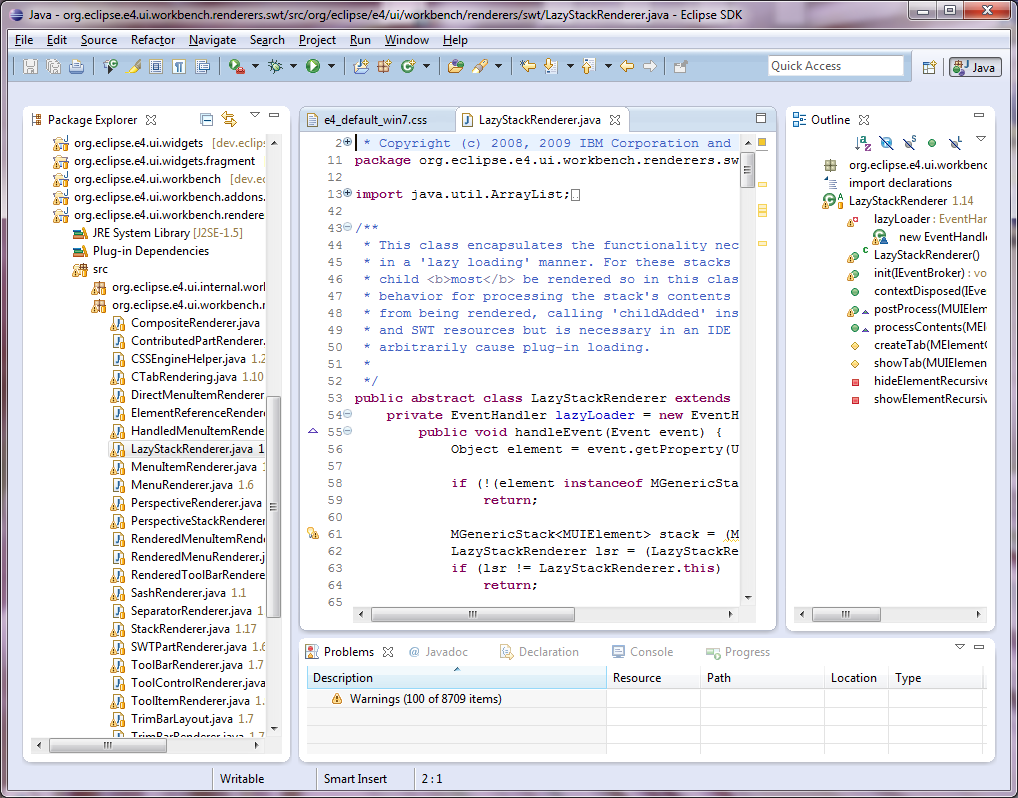 Java - org.eclipse.e4.ui.workbench.renderers.swt/src/org/eclipse/e4/ui/workbench/renderers/swt/LazyStackRenderer.java - Eclipse SDK
File Edit Source Refactor Navigate Search Project Run Window Help
Quick Access
Java
Package Explorer
org.eclipse.e4.ui.widgets [dev.eclips
org.eclipse.e4.ui.widgets.fragment
org.eclipse.e4.ui.workbench [dev.ec
org.eclipse.e4.ui.workbench.addons.
org.eclipse.e4.ui.workbench.rendere
JRE System Library [J2SE-1.5]
Plug-in Dependencies
src
org.eclipse.e4.ui.internal.worl
org.eclipse.e4.ui.workbench.r
CompositeRenderer.java
ContributedPartRenderer.
CSSEngineHelper.java 1.2
CTabRendering.java 1.10
DirectMenuItemRenderer
ElementReferenceRender
HandledMenuItemRende
LazyStackRenderer.java 1
MenuItemRenderer.java 1
MenuRenderer.java 1.6
PerspectiveRenderer.java
PerspectiveStackRenderer
RenderedMenuItemRende
RenderedMenuRenderer.j
RenderedToolBarRendere
SashRenderer.java 1.1
SeparatorRenderer.java 1
StackRenderer.java 1.17
SWTPartRenderer.java 1.6
ToolBarRenderer.java 1.7
ToolControlRenderer.java
ToolItemRenderer.java 1.
TrimBarLayout.java 1.7
TrimBarRenderer.java 1.7
e4_default_win7.css
LazyStackRenderer.java
2 * Copyright (c) 2008, 2009 IBM Corporation and
11 package org.eclipse.e4.ui.workbench.renderers.sw
12
13 import java.util.ArrayList;
42
43 /**
44 * This class encapsulates the functionality nec
45 * in a 'lazy loading' manner. For these stacks
46 * child <b>most</b> be rendered so in this clas
47 * behavior for processing the stack's contents
48 * from being rendered, calling 'childAdded' ins
49 * and SWT resources but is necessary in an IDE
50 * arbitrarily cause plug-in loading.
51 *
52 */
53 public abstract class LazyStackRenderer extends
54 private EventHandler lazyLoader = new EventH
55 public void handleEvent(Event event) {
56 Object element = event.getProperty(U
57
58 if (!(element instanceof MGenericSta
59 return;
60
61 MGenericStack<MUIElement> stack = (M
62 LazyStackRenderer lsr = (LazyStackRe
63 if (lsr != LazyStackRenderer.this)
64 return;
65
Outline
org.eclipse.e4.ui.workbenc
import declarations
LazyStackRenderer 1.14
lazyLoader : EventHan
new EventHandle
LazyStackRenderer()
init(IEventBroker) : vo
contextDisposed(IEve
postProcess(MUIElem
processContents(MEl
createTab(MElementC
showTab(MUIElemen
hideElementRecursive
showElementRecursiv
Problems
@ Javadoc
Declaration
Console
Progress
Description Resource Path Location Type
Warnings (100 of 8709 items)
Writable Smart Insert 2 : 1